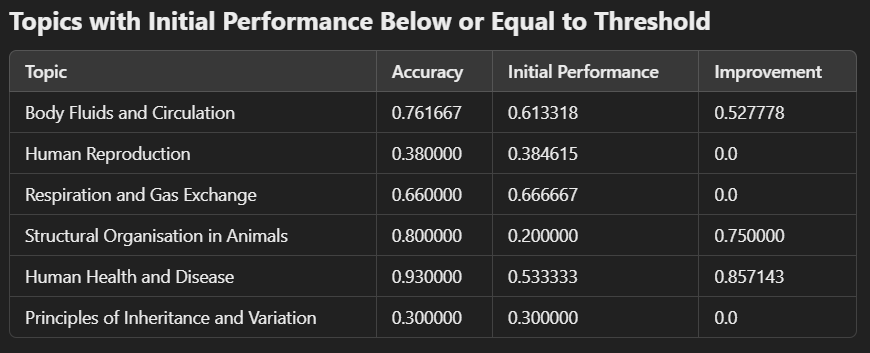 Topics with Initial Performance Below or Equal to Threshold
Topic Accuracy Initial Performance Improvement
Body Fluids and Circulation 0.761667 0.613318 0.527778
Human Reproduction 0.380000 0.384615 0.0
Respiration and Gas Exchange 0.660000 0.666667 0.0
Structural Organisation in Animals 0.800000 0.200000 0.750000
Human Health and Disease 0.930000 0.533333 0.857143
Principles of Inheritance and Variation 0.300000 0.300000 0.0